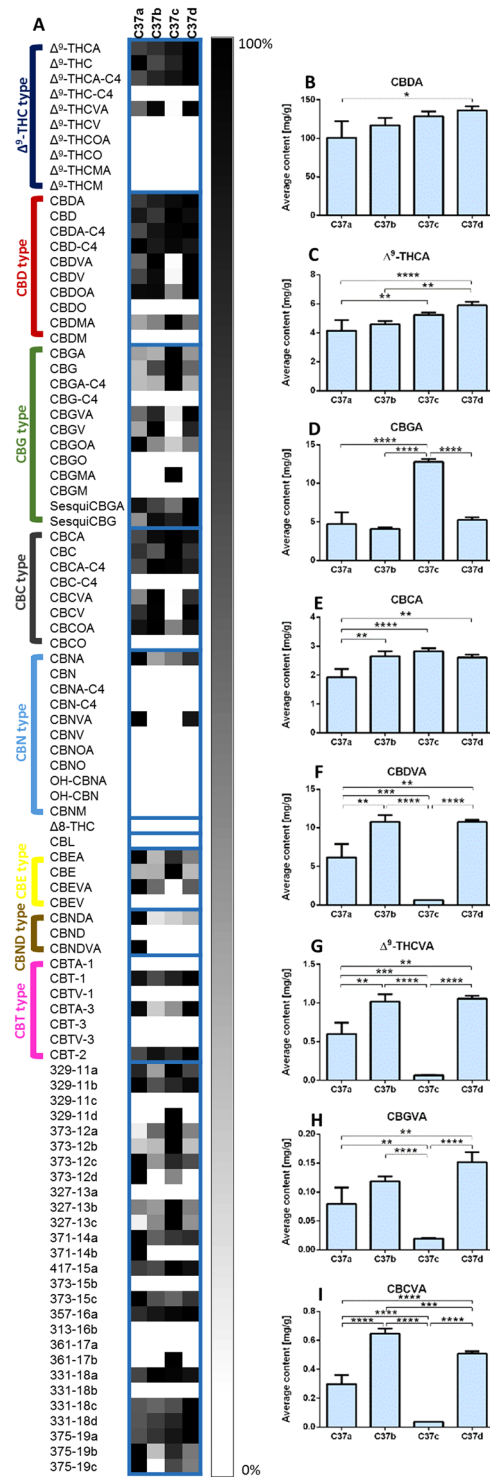 A
C37a
C37b
C37c
C37d
100%
0%
Δ⁹-THC type
Δ⁹-THCA
Δ⁹-THC
Δ⁹-THCA-C4
Δ⁹-THC-C4
Δ⁹-THCVA
Δ⁹-THCV
Δ⁹-THCOA
Δ⁹-THCO
Δ⁹-THCMA
Δ⁹-THCM
CBD type
CBDA
CBD
CBDA-C4
CBD-C4
CBDVA
CBDV
CBDOA
CBDO
CBDMA
CBDM
CBG type
CBGA
CBG
CBGA-C4
CBG-C4
CBGVA
CBGV
CBGOA
CBGO
CBGMA
CBGM
SesquiCBGA
SesquiCBG
CBC type
CBCA
CBC
CBCA-C4
CBC-C4
CBCVA
CBCV
CBCOA
CBCO
CBN type
CBNA
CBN
CBNA-C4
CBN-C4
CBNVA
CBNV
CBNOA
CBNO
OH-CBNA
OH-CBN
CBNM
Δ8-THC
CBL
CBE type
CBEA
CBE
CBEVA
CBEV
CBND type
CBNDA
CBND
CBNDVA
CBT type
CBTA-1
CBT-1
CBTV-1
CBTA-3
CBT-3
CBTV-3
CBT-2
329-11a
329-11b
329-11c
329-11d
373-12a
373-12b
373-12c
373-12d
327-13a
327-13b
327-13c
371-14a
371-14b
417-15a
373-15b
373-15c
357-16a
313-16b
361-17a
361-17b
331-18a
331-18b
331-18c
331-18d
375-19a
375-19b
375-19c
B
CBDA
Average content [mg/g]
150
100
50
0
*
C37a C37b C37c C37d
C
Δ⁹-THCA
Average content [mg/g]
8
6
4
2
0
****
** **
C37a C37b C37c C37d
D
CBGA
Average content [mg/g]
15
10
5
0
****
**** ****
C37a C37b C37c C37d
E
CBCA
Average content [mg/g]
4
3
2
1
0
**
****
**
C37a C37b C37c C37d
F
CBDVA
Average content [mg/g]
15
10
5
0
**
***
** **** ****
C37a C37b C37c C37d
G
Δ⁹-THCVA
Average content [mg/g]
1.5
1.0
0.5
0.0
**
***
** **** ****
C37a C37b C37c C37d
H
CBGVA
Average content [mg/g]
0.20
0.15
0.10
0.05
0.00
**
** ****
****
C37a C37b C37c C37d
I
CBCVA
Average content [mg/g]
0.8
0.6
0.4
0.2
0.0
****
***
****
**** **** ****
C37a C37b C37c C37d